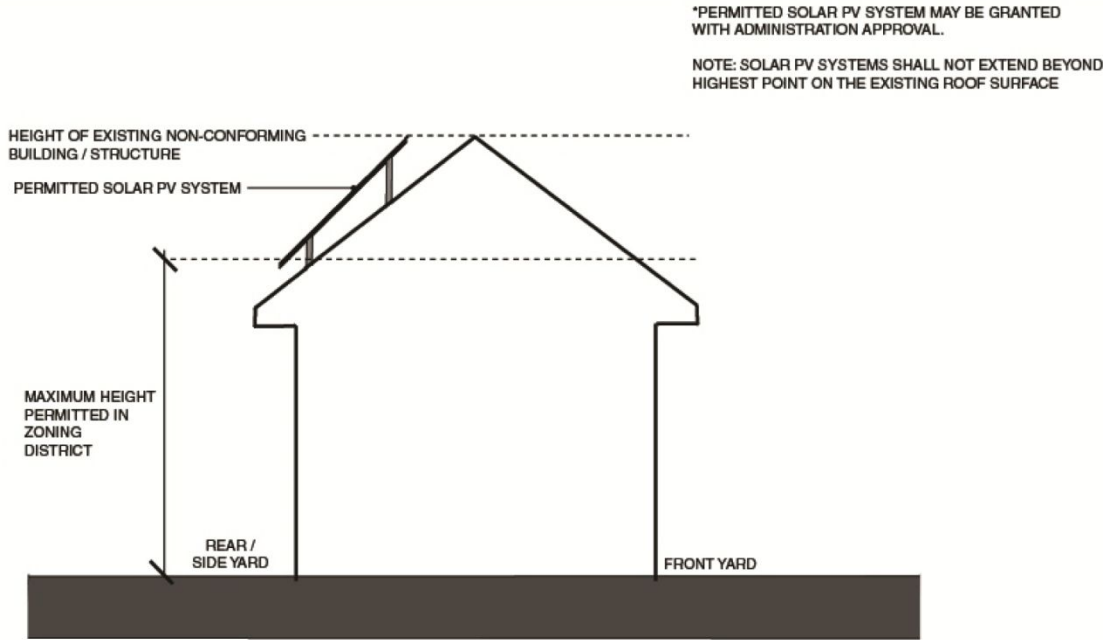 *PERMITTED SOLAR PV SYSTEM MAY BE GRANTED
WITH ADMINISTRATION APPROVAL.
NOTE: SOLAR PV SYSTEMS SHALL NOT EXTEND BEYOND
HIGHEST POINT ON THE EXISTING ROOF SURFACE
HEIGHT OF EXISTING NON-CONFORMING
BUILDING / STRUCTURE
PERMITTED SOLAR PV SYSTEM
MAXIMUM HEIGHT
PERMITTED IN
ZONING
DISTRICT
REAR /
SIDE YARD
FRONT YARD